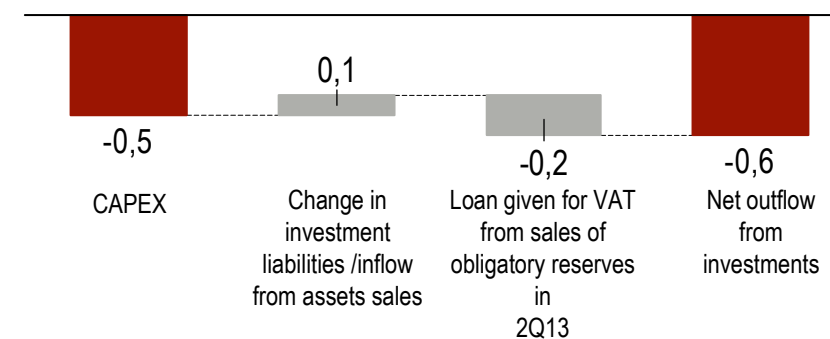 0,1
-0,5
-0,2
-0,6
CAPEX
Change in
investment
liabilities /inflow
from assets sales
Loan given for VAT
from sales of
obligatory reserves
in
2Q13
Net outflow
from
investments